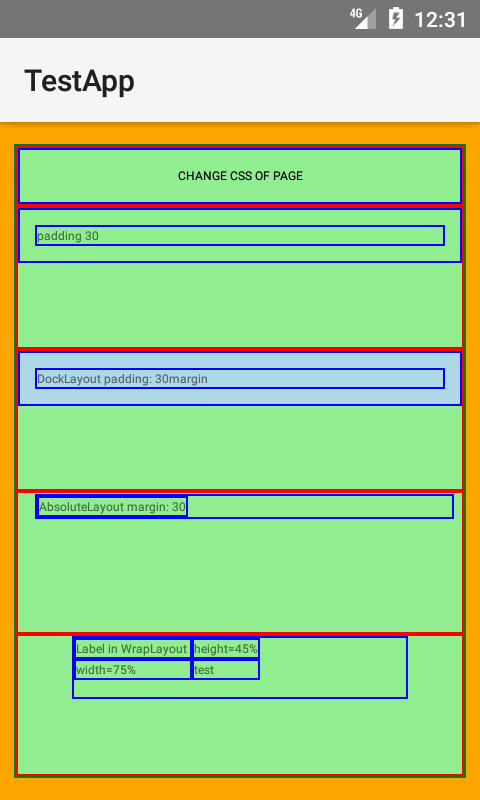 4G 12:31
TestApp
CHANGE CSS OF PAGE
padding 30
DockLayout padding: 30margin
AbsoluteLayout margin: 30
Label in WrapLayout height=45%
width=75% test